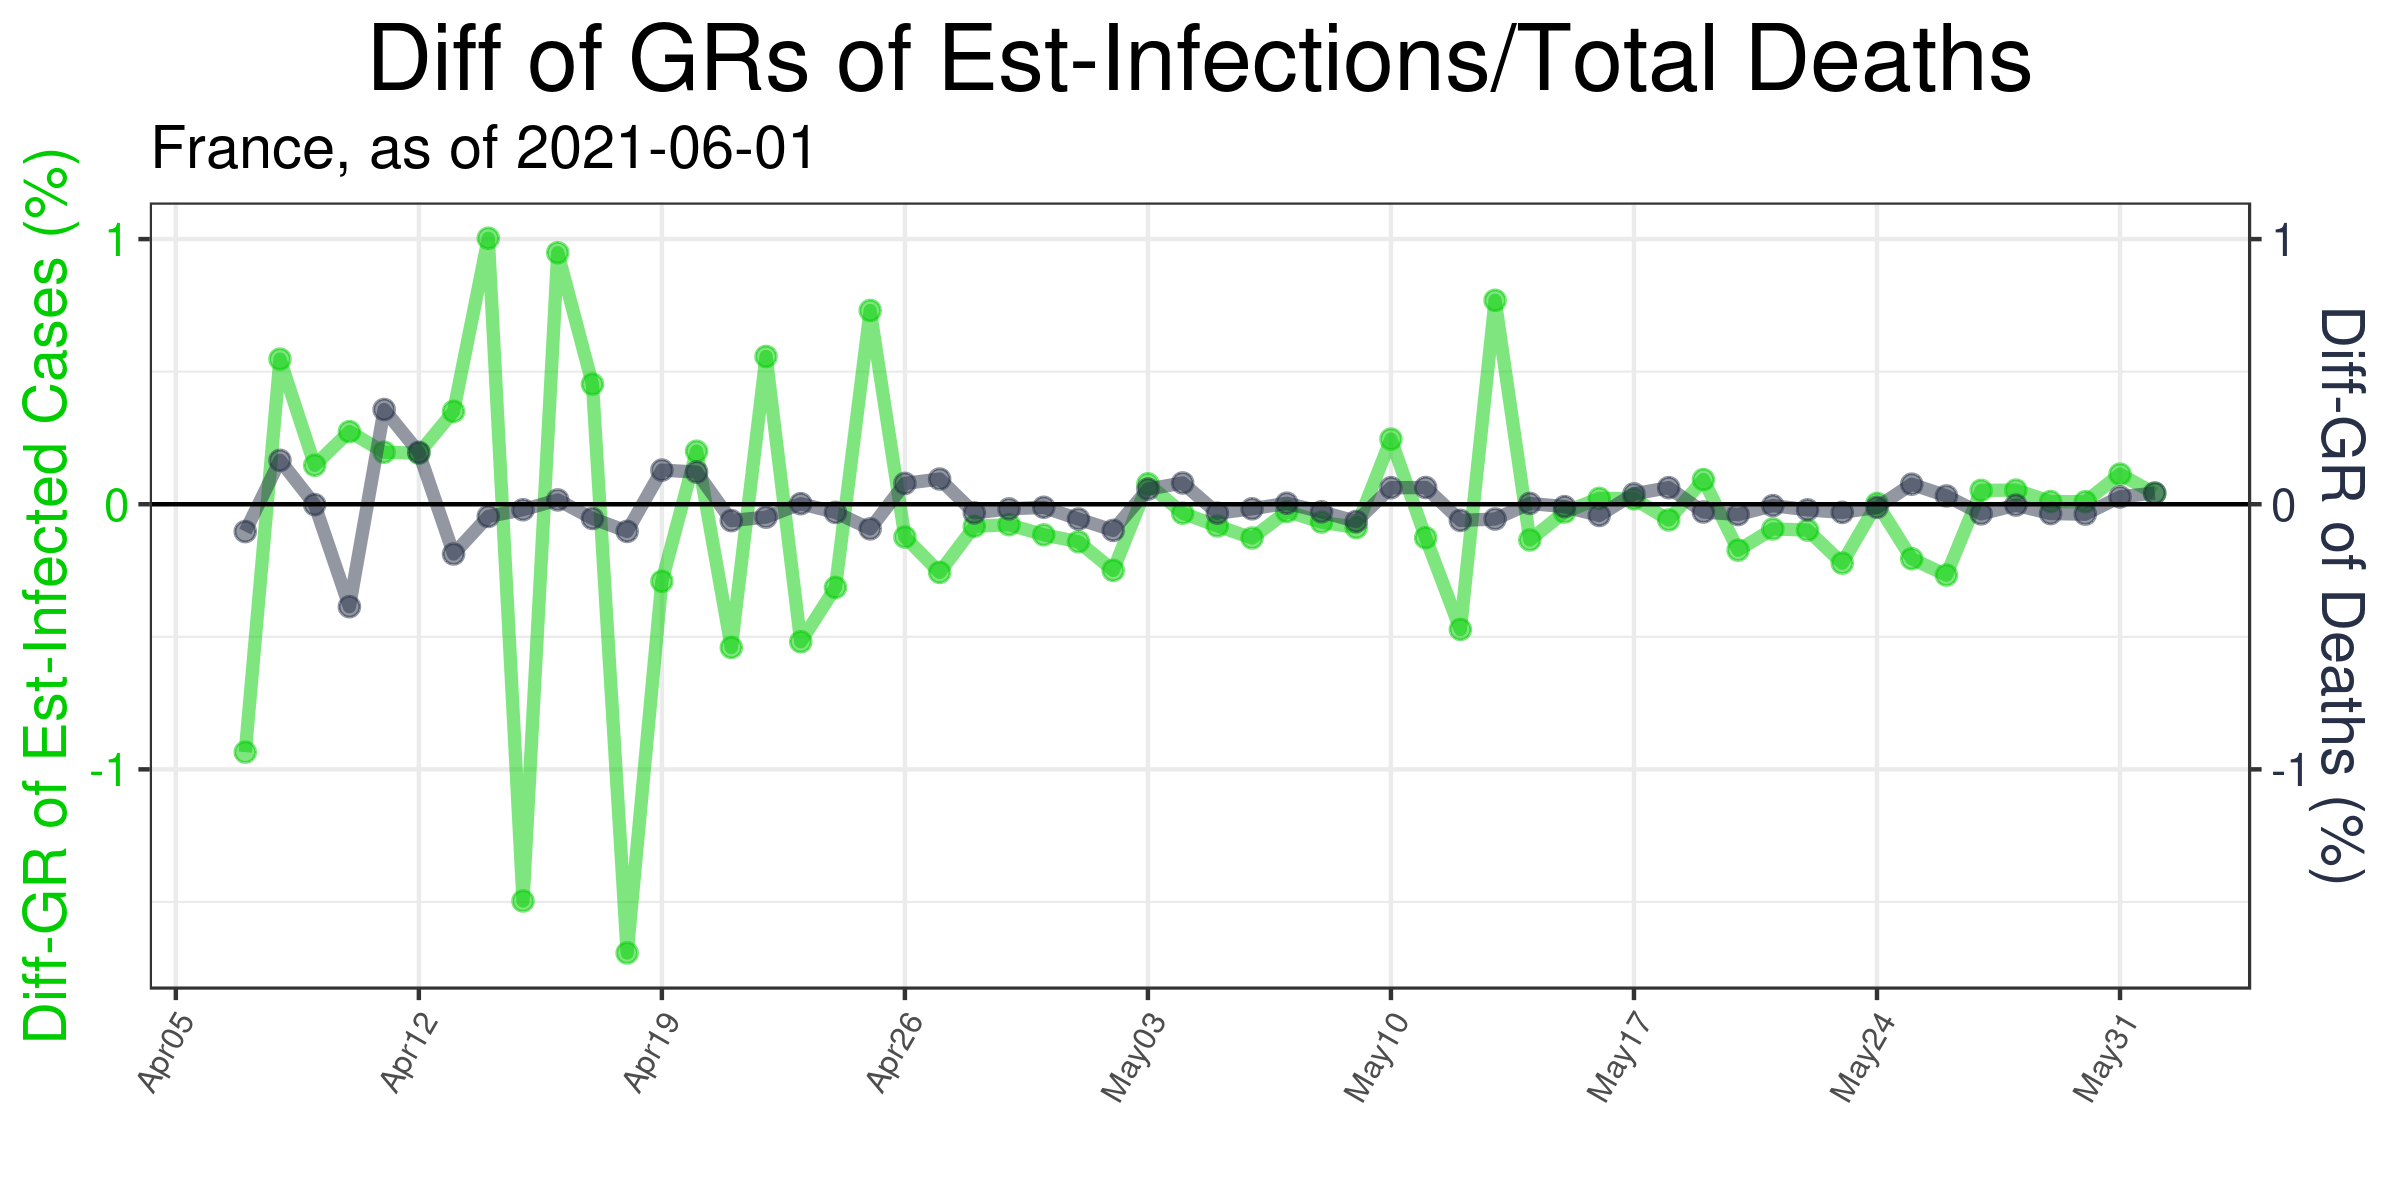 Diff of GRs of Est-Infections/Total Deaths
France, as of 2021-06-01
Diff-GR of Est-Infected Cases (%)
1
0
-1
1
0
-1
Diff-GR of Deaths (%)
Apr05
Apr12
Apr19
Apr26
May03
May10
May17
May24
May31